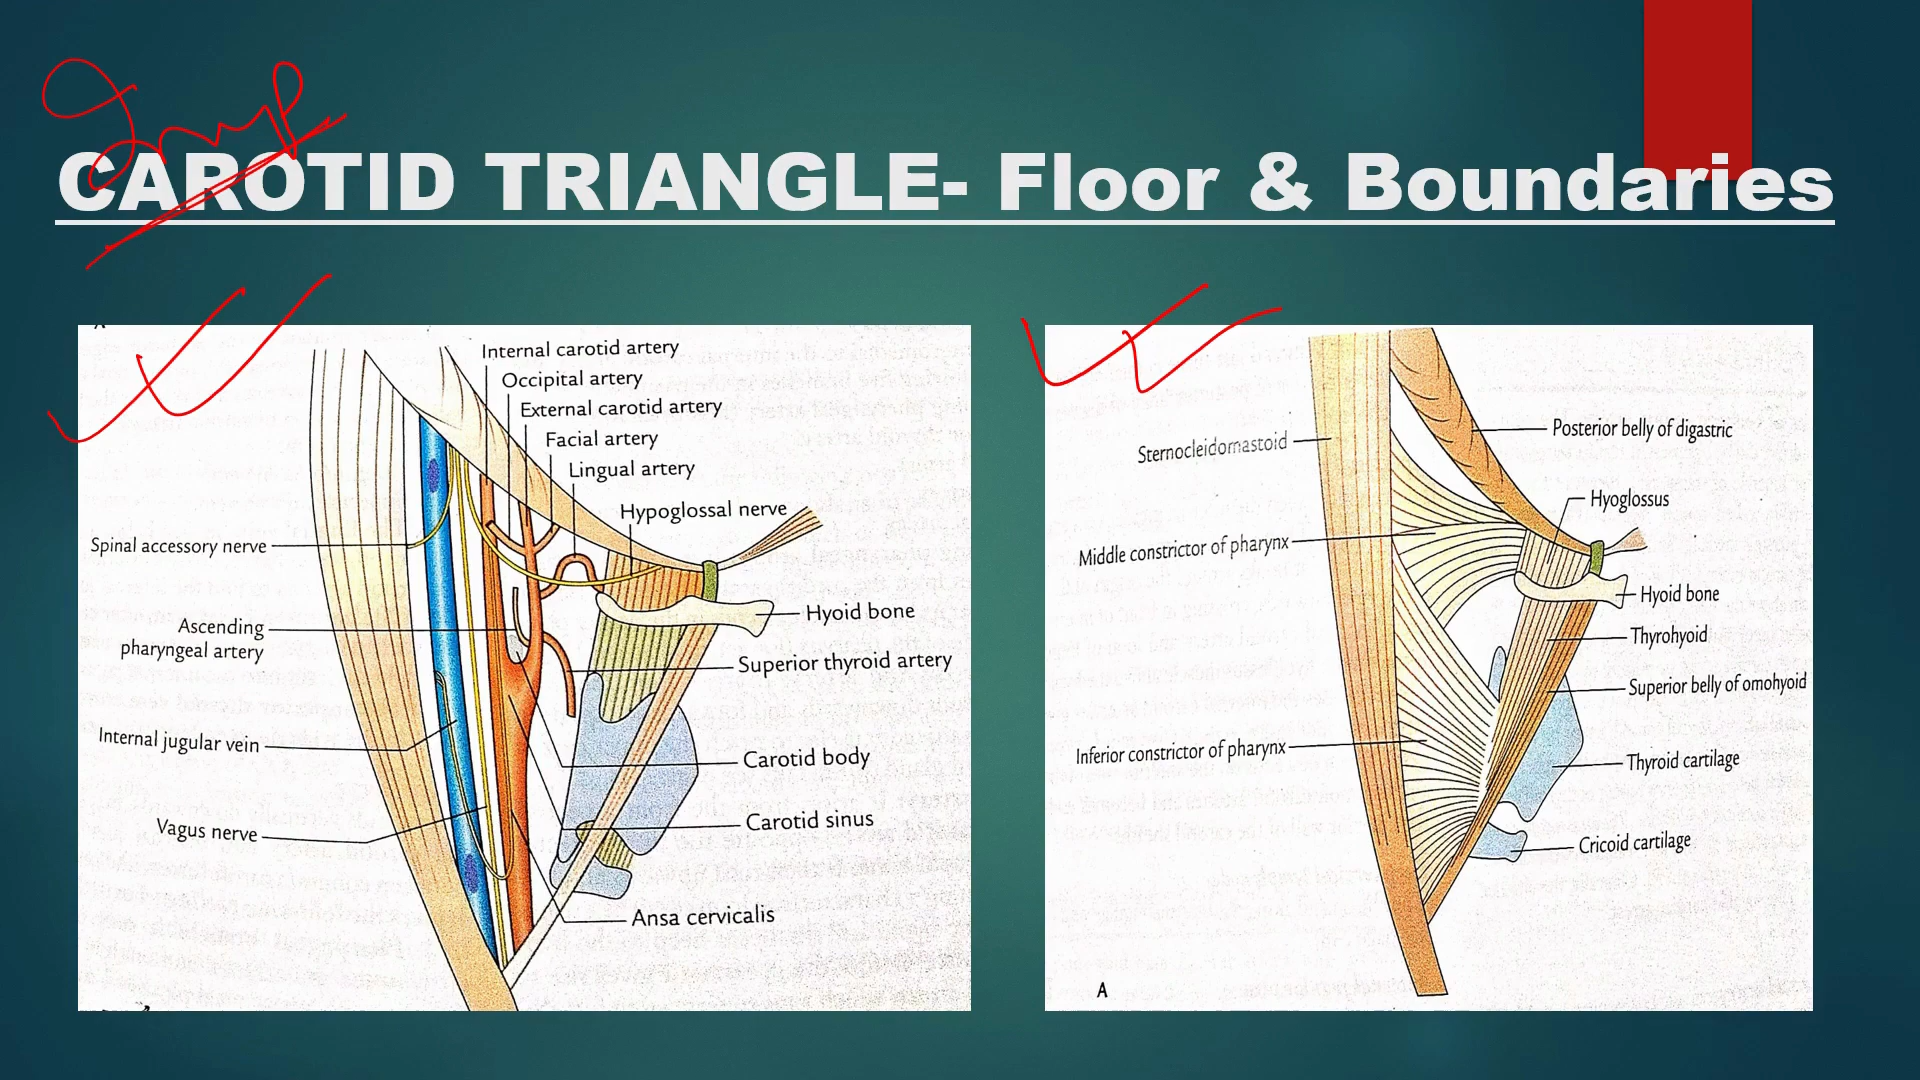 Imp
CAROTID TRIANGLE- Floor & Boundaries
Internal carotid artery
Occipital artery
External carotid artery
Facial artery
Lingual artery
Hypoglossal nerve
Spinal accessory nerve
Hyoid bone
Ascending
pharyngeal artery
Superior thyroid artery
Internal jugular vein
Carotid body
Vagus nerve
Carotid sinus
Ansa cervicalis
Posterior belly of digastric
Sternocleidomastoid
Hyoglossus
Middle constrictor of pharynx
Hyoid bone
Thyrohyoid
Superior belly of omohyoid
Inferior constrictor of pharynx
Thyroid cartilage
Cricoid cartilage
A